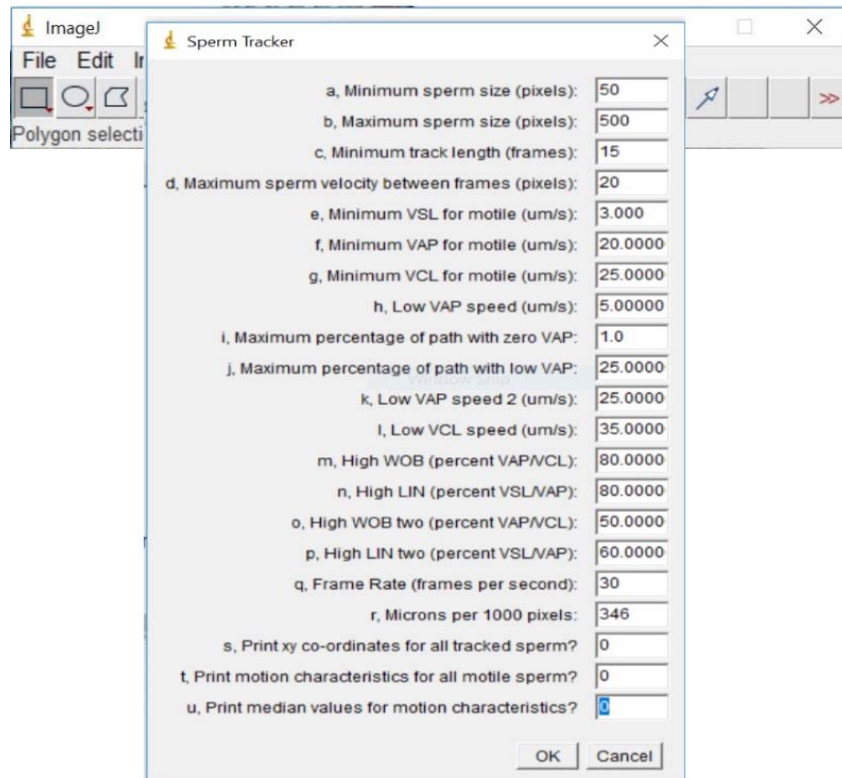 ImageJ
Sperm Tracker
File Edit
Polygon selecti
a, Minimum sperm size (pixels): 50
b, Maximum sperm size (pixels): 500
c, Minimum track length (frames): 15
d, Maximum sperm velocity between frames (pixels): 20
e, Minimum VSL for motile (um/s): 3.000
f, Minimum VAP for motile (um/s): 20.0000
g, Minimum VCL for motile (um/s): 25.0000
h, Low VAP speed (um/s): 5.00000
i, Maximum percentage of path with zero VAP: 1.0
j, Maximum percentage of path with low VAP: 25.0000
k, Low VAP speed 2 (um/s): 25.0000
l, Low VCL speed (um/s): 35.0000
m, High WOB (percent VAP/VCL): 80.0000
n, High LIN (percent VSL/VAP): 80.0000
o, High WOB two (percent VAP/VCL): 50.0000
p, High LIN two (percent VSL/VAP): 60.0000
q, Frame Rate (frames per second): 30
r, Microns per 1000 pixels: 346
s, Print xy co-ordinates for all tracked sperm? 0
t, Print motion characteristics for all motile sperm? 0
u, Print median values for motion characteristics? 0
OK Cancel